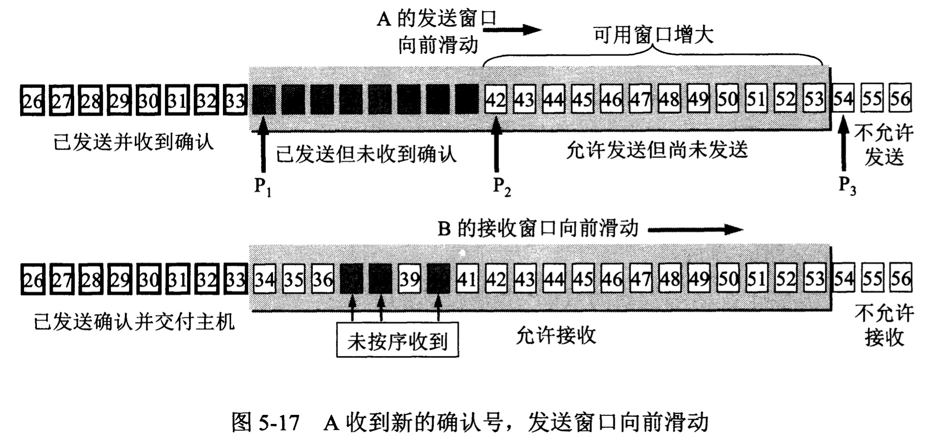 A 的发送窗口
向前滑动
可用窗口增大
26 27 28 29 30 31 32 33 42 43 44 45 46 47 48 49 50 51 52 53 54 55 56
已发送并收到确认
已发送但未收到确认
允许发送但尚未发送
不允许
发送
P1
P2
P3
B 的接收窗口向前滑动
26 27 28 29 30 31 32 33 34 35 36 39 41 42 43 44 45 46 47 48 49 50 51 52 53 54 55 56
已发送确认并交付主机
未按序收到
允许接收
不允许
接收
图 5-17 A 收到新的确认号，发送窗口向前滑动